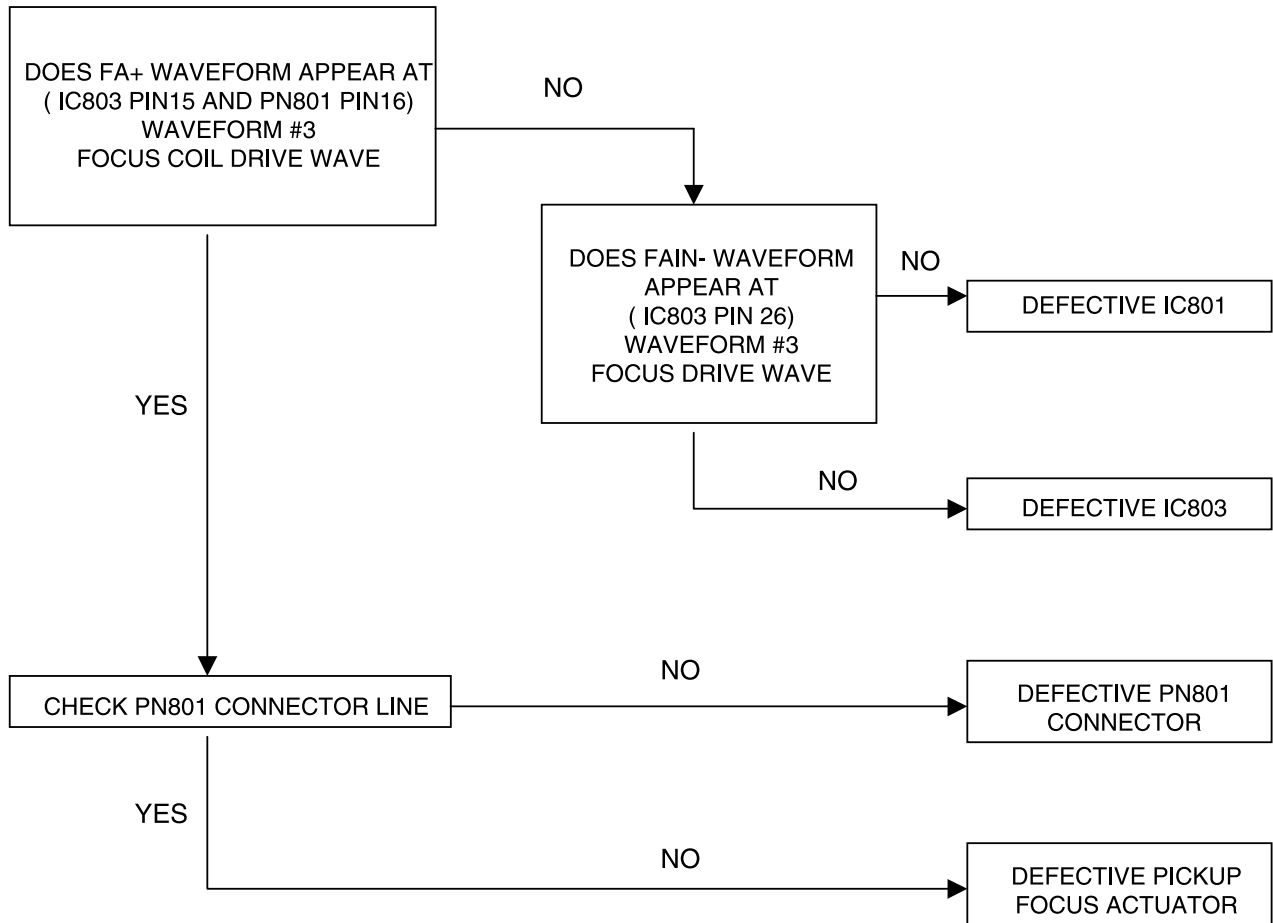 DOES FA+ WAVEFORM APPEAR AT
( IC803 PIN15 AND PN801 PIN16)
WAVEFORM #3
FOCUS COIL DRIVE WAVE
NO
DOES FAIN- WAVEFORM
APPEAR AT
( IC803 PIN 26)
WAVEFORM #3
FOCUS DRIVE WAVE
NO
DEFECTIVE IC801
YES
NO
DEFECTIVE IC803
CHECK PN801 CONNECTOR LINE
NO
DEFECTIVE PN801
CONNECTOR
YES
NO
DEFECTIVE PICKUP
FOCUS ACTUATOR